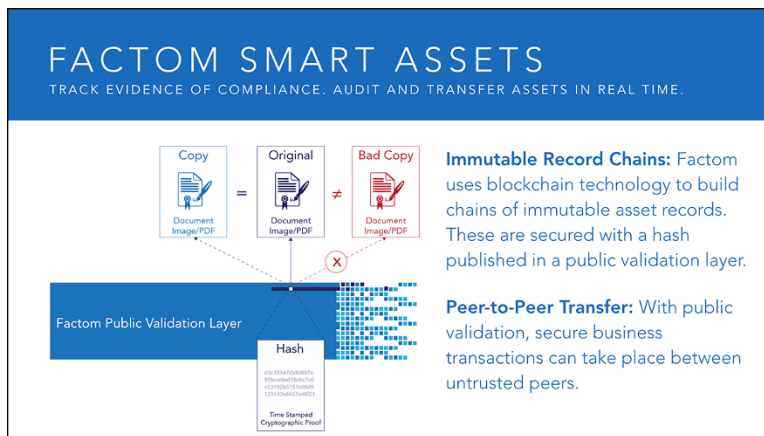 FACTOM SMART ASSETS
TRACK EVIDENCE OF COMPLIANCE. AUDIT AND TRANSFER ASSETS IN REAL TIME.
Copy
Document
Image/PDF
=
Original
Document
Image/PDF
≠
Bad Copy
Document
Image/PDF
X
Factom Public Validation Layer
Hash
Time Stamped
Cryptographic Proof
Immutable Record Chains: Factom
uses blockchain technology to build
chains of immutable asset records.
These are secured with a hash
published in a public validation layer.
Peer-to-Peer Transfer: With public
validation, secure business
transactions can take place between
untrusted peers.